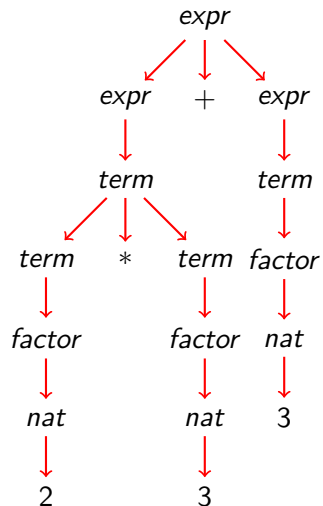 expr
expr + expr
term term
term * term factor
factor factor nat
nat nat 3
2 3